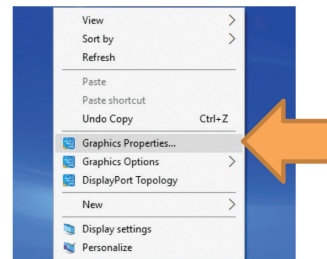 View
Sort by
Refresh
Paste
Paste shortcut
Undo Copy Ctrl+Z
Graphics Properties...
Graphics Options
DisplayPort Topology
New
Display settings
Personalize